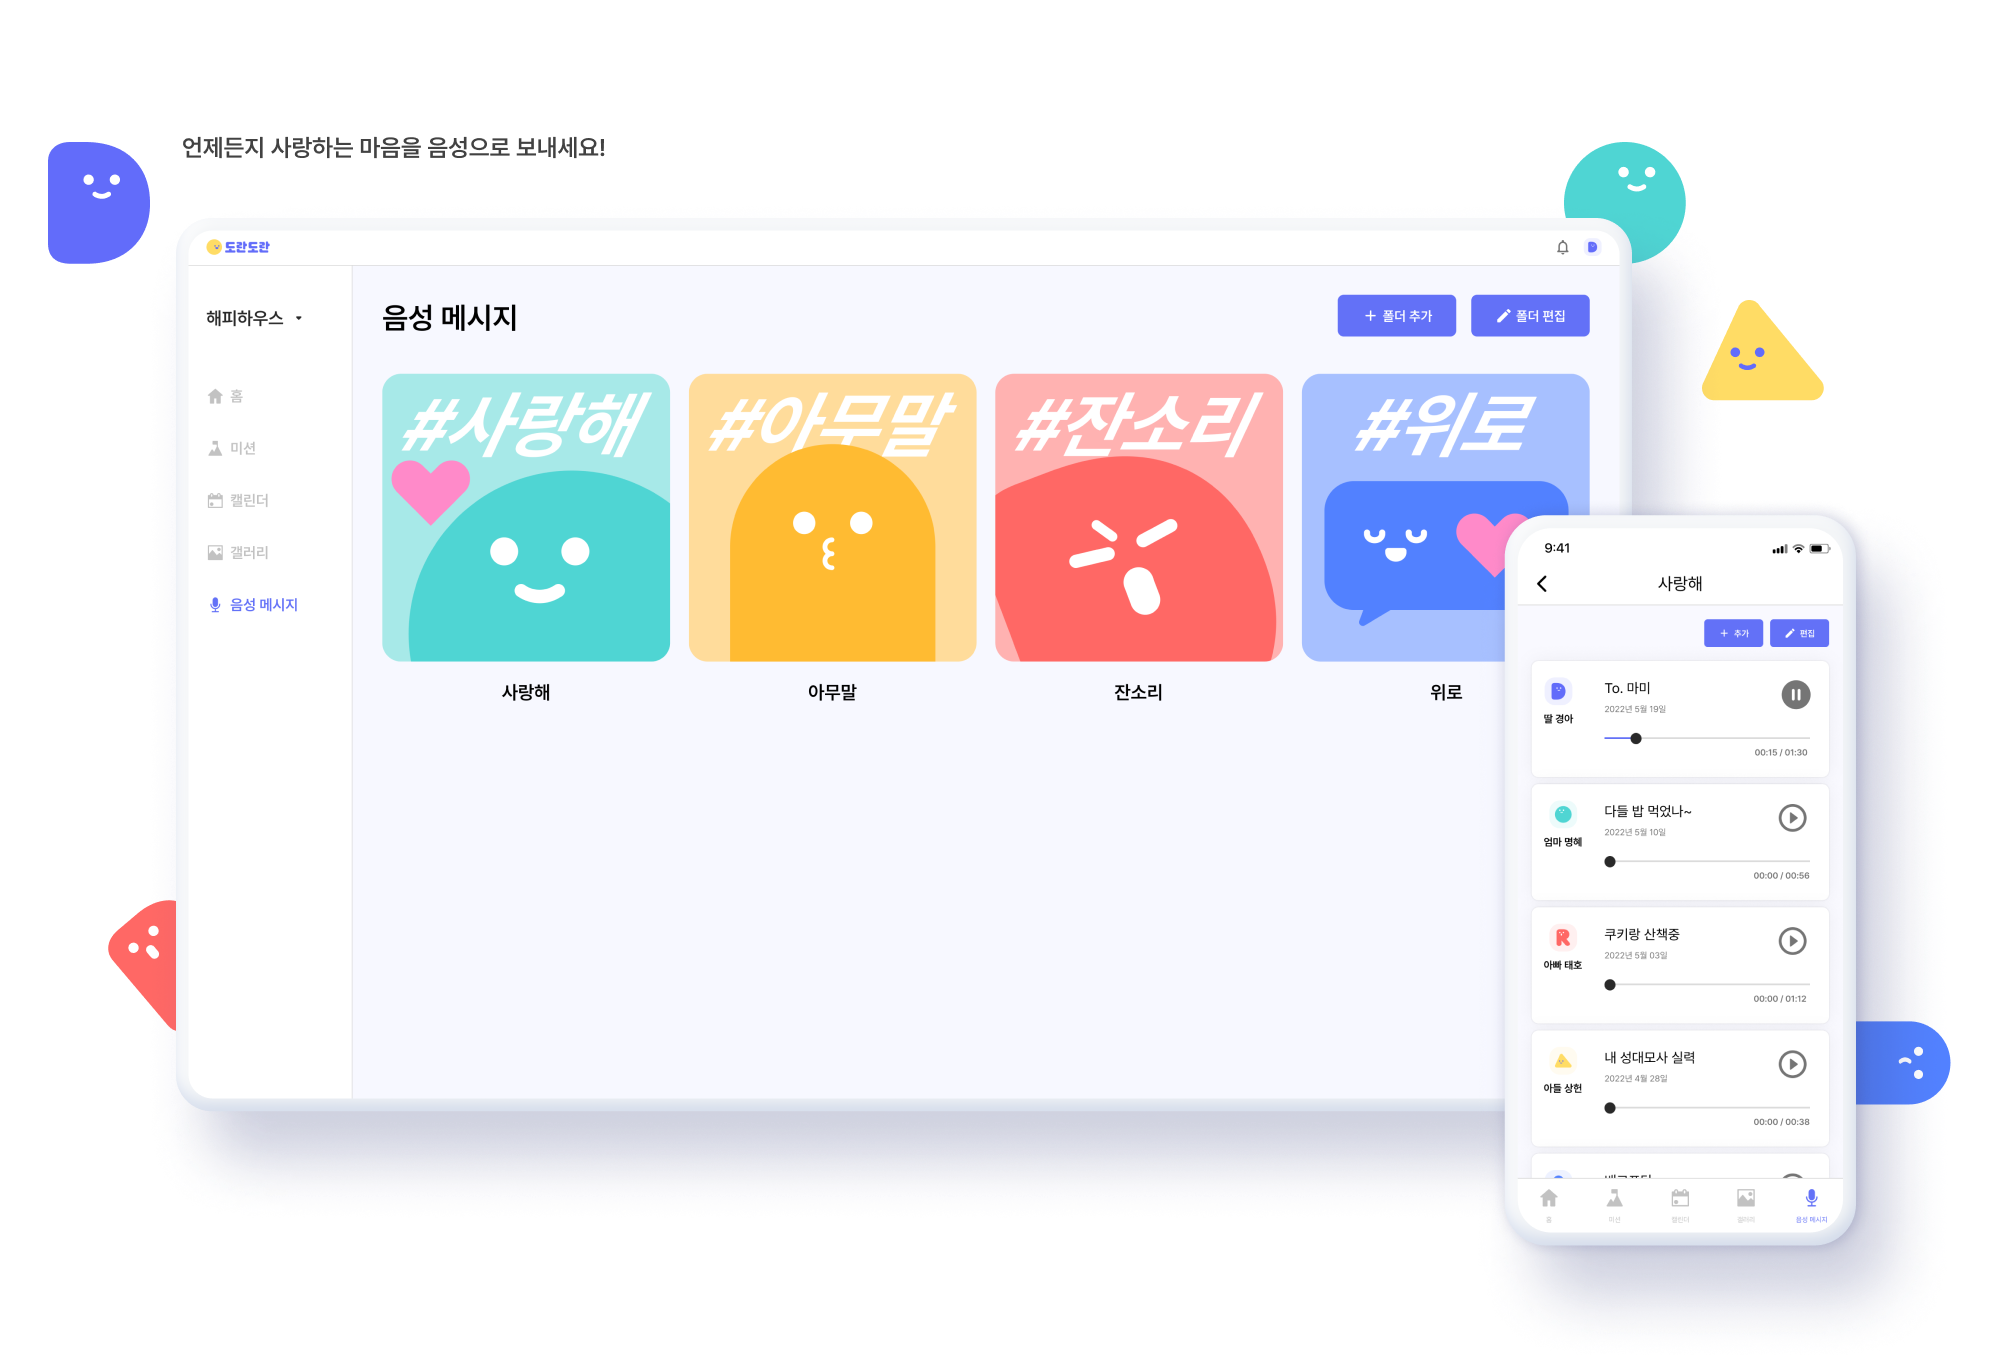 언제든지 사랑하는 마음을 음성으로 보내세요!
도란도란
해피하우스
홈
미션
캘린더
갤러리
음성 메시지
음성 메시지
폴더 추가
폴더 편집
#사랑해
#아무말
#잔소리
#위로
사랑해
아무말
잔소리
위로
9:41
사랑해
추가
편집
To. 마미
2022년 5월 19일
딸 경아
00:15 / 01:30
다들 밥 먹었나~
2022년 5월 10일
엄마 명혜
00:00 / 00:56
쿠키랑 산책중
2022년 5월 03일
아빠 태호
00:00 / 01:12
내 성대모사 실력
2022년 4월 28일
아들 상헌
00:00 / 00:38
홈
미션
캘린더
갤러리
음성 메시지